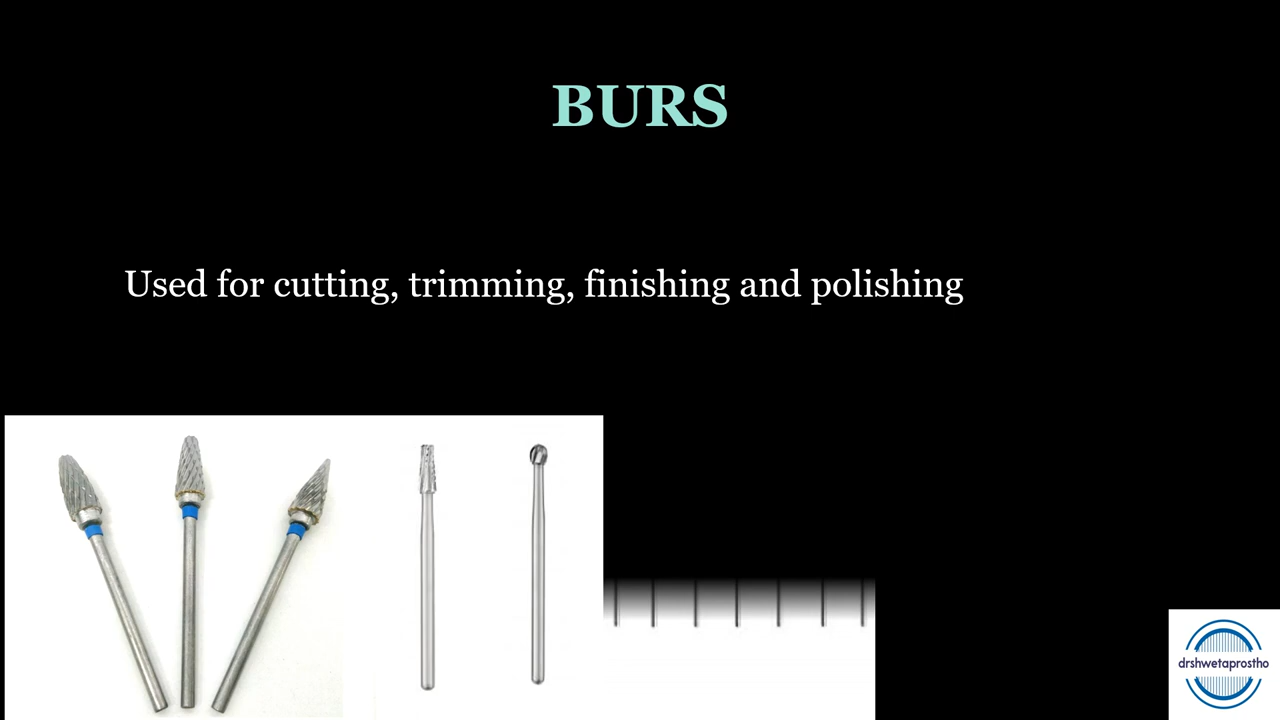 BURS
Used for cutting, trimming, finishing and polishing
drshwetaprostho